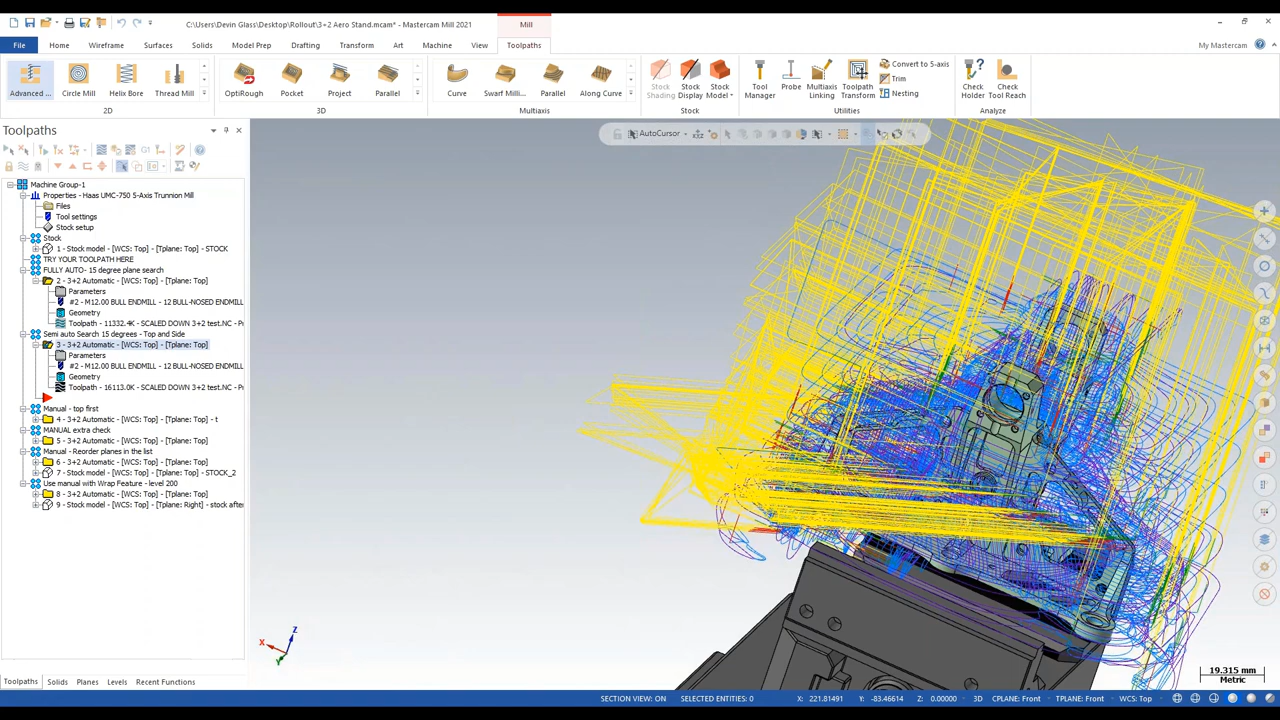 C:\Users\Devin Glass\Desktop\Rollout\3+2 Aero Stand.mcam* - Mastercam Mill 2021
Mill
File Home Wireframe Surfaces Solids Model Prep Drafting Transform Art Machine View Toolpaths My Mastercam
Advanced ... Circle Mill Helix Bore Thread Mill OptiRough Pocket Project Parallel Curve Swarf Milli... Parallel Along Curve Stock Shading Stock Display Stock Model Tool Manager Probe Multiaxis Linking Toolpath Transform Convert to 5-axis Trim Nesting Check Holder Check Tool Reach
2D 3D Multiaxis Stock Utilities Analyze
Toolpaths
AutoCursor
G1
Machine Group-1
Properties - Haas UMC-750 5-Axis Trunnion Mill
Files
Tool settings
Stock setup
Stock
1 - Stock model - [WCS: Top] - [Tplane: Top] - STOCK
TRY YOUR TOOLPATH HERE
FULLY AUTO- 15 degree plane search
2 - 3+2 Automatic - [WCS: Top] - [Tplane: Top]
Parameters
#2 - M12.00 BULL ENDMILL - 12 BULL-NOSED ENDMILL
Geometry
Toolpath - 11332.4K - SCALED DOWN 3+2 test.NC - P
Semi auto Search 15 degrees - Top and Side
3 - 3+2 Automatic - [WCS: Top] - [Tplane: Top]
Parameters
#2 - M12.00 BULL ENDMILL - 12 BULL-NOSED ENDMILL
Geometry
Toolpath - 16113.0K - SCALED DOWN 3+2 test.NC - P
Manual - top first
4 - 3+2 Automatic - [WCS: Top] - [Tplane: Top] - t
MANUAL extra check
5 - 3+2 Automatic - [WCS: Top] - [Tplane: Top]
Manual - Reorder planes in the list
6 - 3+2 Automatic - [WCS: Top] - [Tplane: Top]
7 - Stock model - [WCS: Top] - [Tplane: Top] - STOCK_2
Use manual with Wrap Feature - level 200
8 - 3+2 Automatic - [WCS: Top] - [Tplane: Top]
9 - Stock model - [WCS: Top] - [Tplane: Right] - stock after
Z
X
Y
19.315 mm
Metric
Toolpaths Solids Planes Levels Recent Functions
SECTION VIEW: ON SELECTED ENTITIES: 0 X: 221.81491 Y: -83.46614 Z: 0.00000 3D CPLANE: Front TPLANE: Front WCS: Top